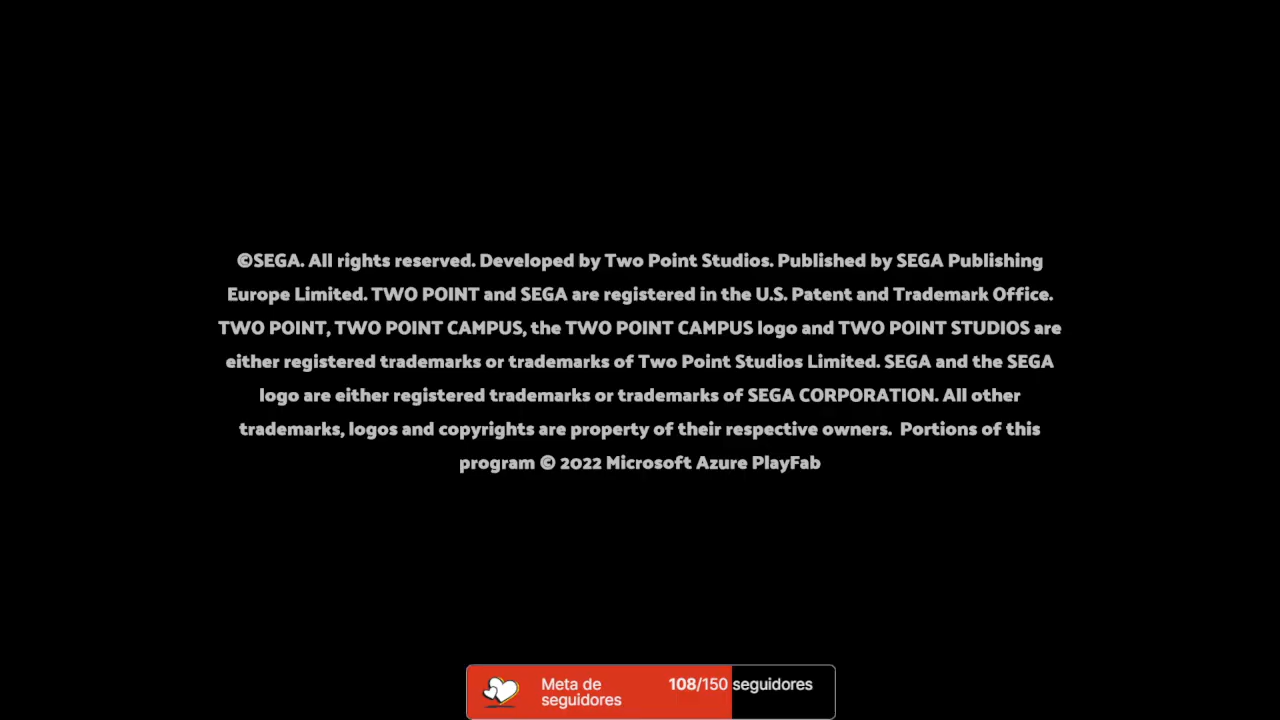 ©SEGA. All rights reserved. Developed by Two Point Studios. Published by SEGA Publishing
Europe Limited. TWO POINT and SEGA are registered in the U.S. Patent and Trademark Office.
TWO POINT, TWO POINT CAMPUS, the TWO POINT CAMPUS logo and TWO POINT STUDIOS are
either registered trademarks or trademarks of Two Point Studios Limited. SEGA and the SEGA
logo are either registered trademarks or trademarks of SEGA CORPORATION. All other
trademarks, logos and copyrights are property of their respective owners. Portions of this
program © 2022 Microsoft Azure PlayFab
Meta de
seguidores
108/150 seguidores